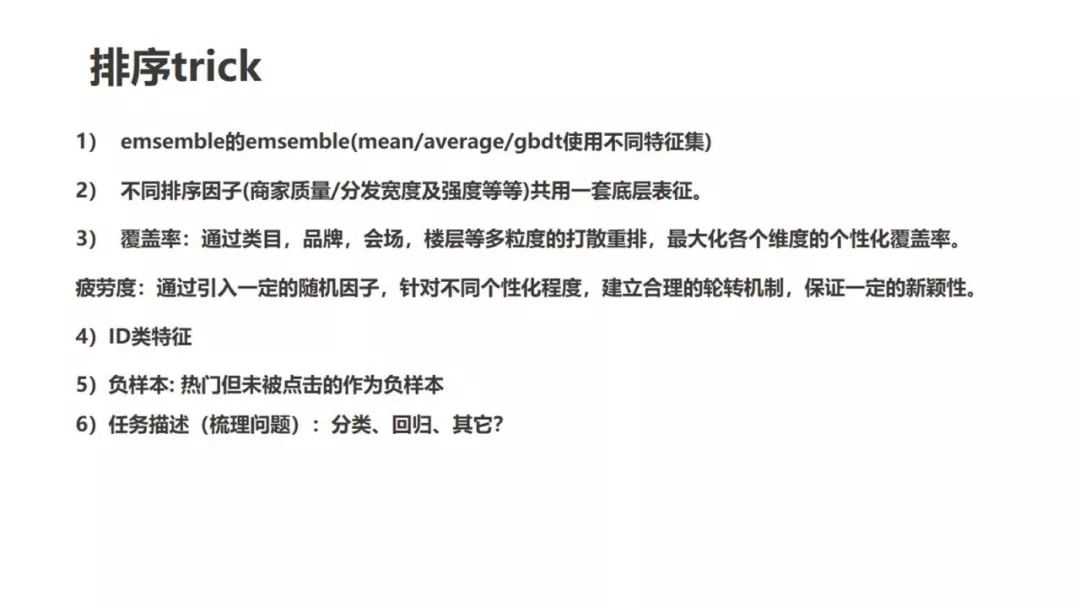 排序trick
1） emsemble的emsemble(mean/average/gbdt使用不同特征集)
2） 不同排序因子(商家质量/分发宽度及强度等等)共用一套底层表征。
3） 覆盖率：通过类目，品牌，会场，楼层等多粒度的打散重排，最大化各个维度的个性化覆盖率。
疲劳度：通过引入一定的随机因子，针对不同个性化程度，建立合理的轮转机制，保证一定的新颖性。
4）ID类特征
5）负样本: 热门但未被点击的作为负样本
6）任务描述（梳理问题）：分类、回归、其它?